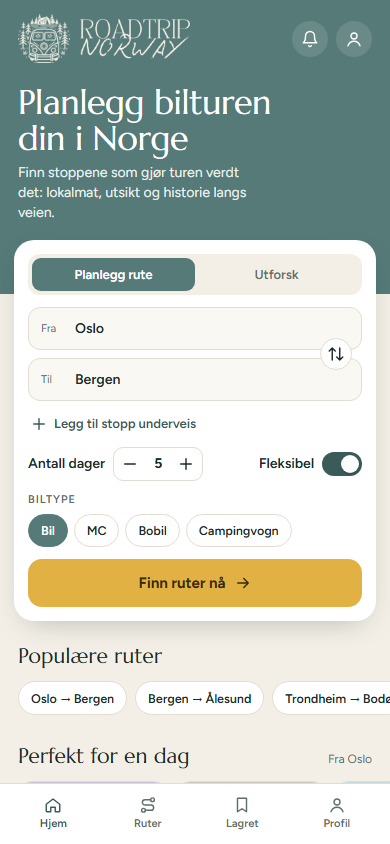 ROADTRIP
NORWAY
Planlegg bilturen
din i Norge
Finn stoppene som gjør turen verdt
det: lokalmat, utsikt og historie langs
veien.
Planlegg rute
Utforsk
Fra Oslo
Til Bergen
+ Legg til stopp underveis
Antall dager − 5 + Fleksibel
BILTYPE
Bil MC Bobil Campingvogn
Finn ruter nå →
Populære ruter
Oslo → Bergen Bergen → Ålesund Trondheim → Bodø
Perfekt for en dag Fra Oslo
Hjem Ruter Lagret Profil